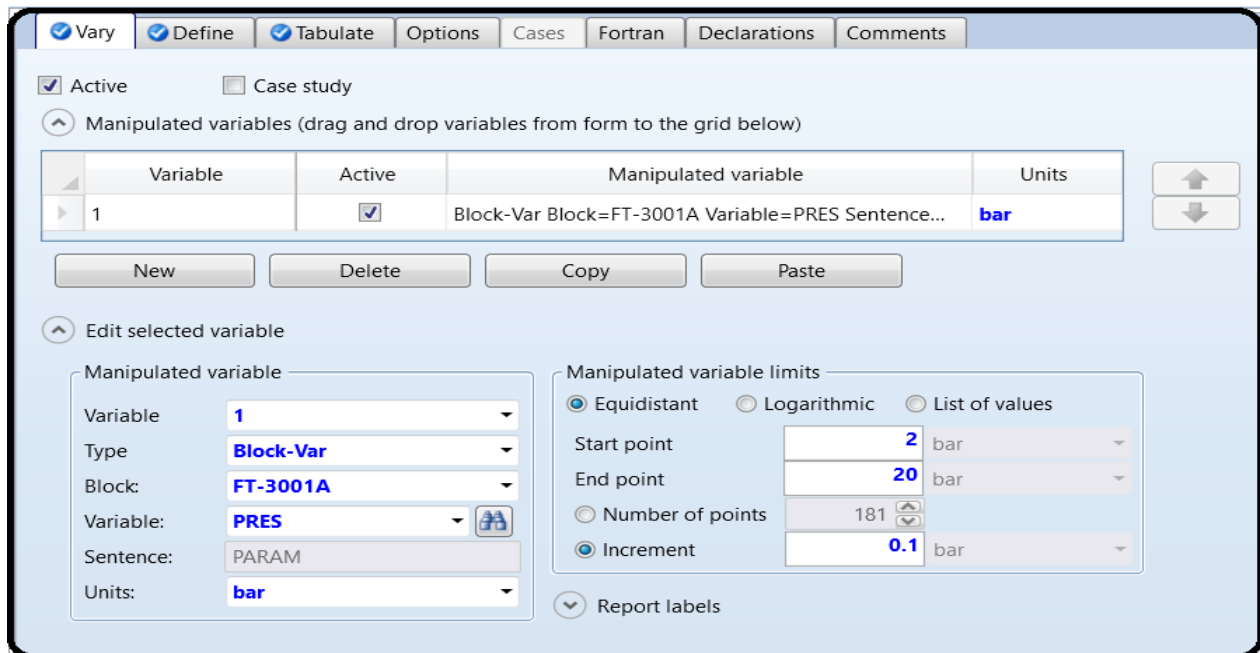 Vary Define Tabulate Options Cases Fortran Declarations Comments
Active Case study
Manipulated variables (drag and drop variables from form to the grid below)
Variable Active Manipulated variable Units
1 Block-Var Block=FT-3001A Variable=PRES Sentence... bar
New Delete Copy Paste
Edit selected variable
Manipulated variable
Variable 1
Type Block-Var
Block: FT-3001A
Variable: PRES
Sentence: PARAM
Units: bar
Manipulated variable limits
Equidistant Logarithmic List of values
Start point 2 bar
End point 20 bar
Number of points 181
Increment 0.1 bar
Report labels